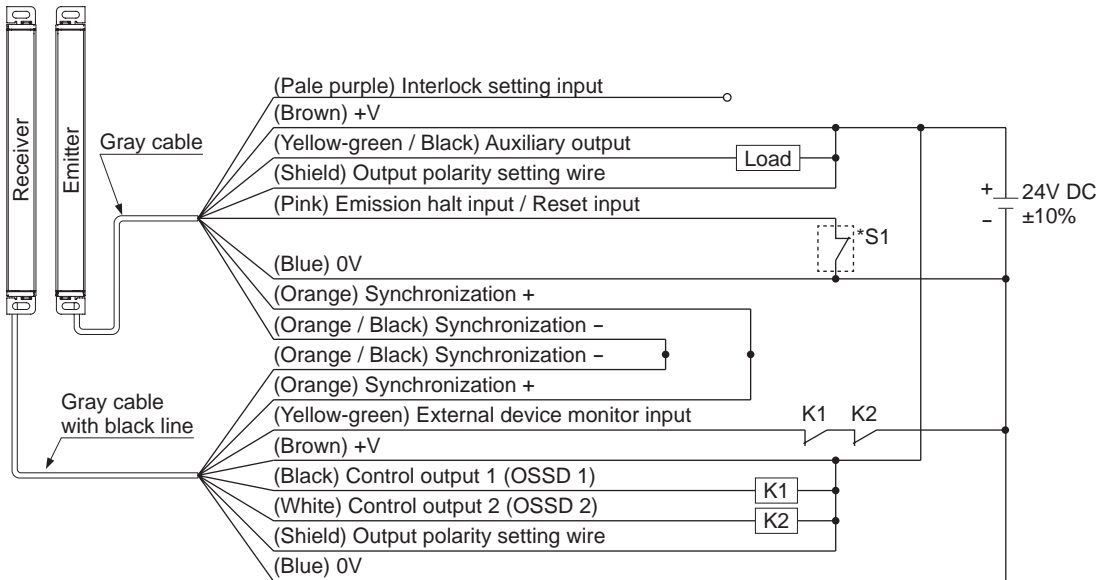 Receiver
Emitter
Gray cable
(Pale purple) Interlock setting input
(Brown) +V
(Yellow-green / Black) Auxiliary output
Load
(Shield) Output polarity setting wire
(Pink) Emission halt input / Reset input
+
24V DC
−
±10%
*S1
(Blue) 0V
(Orange) Synchronization +
(Orange / Black) Synchronization −
(Orange / Black) Synchronization −
(Orange) Synchronization +
Gray cable
with black line
(Yellow-green) External device monitor input
K1
K2
(Brown) +V
(Black) Control output 1 (OSSD 1)
K1
(White) Control output 2 (OSSD 2)
K2
(Shield) Output polarity setting wire
(Blue) 0V